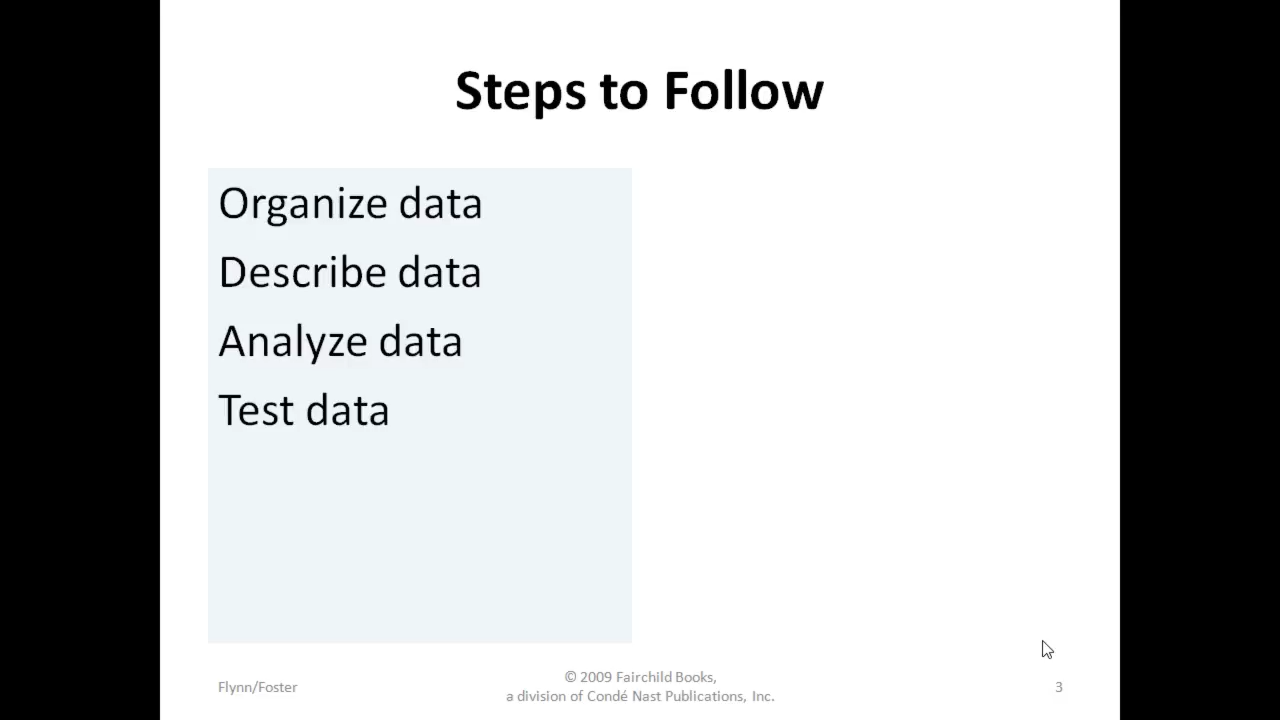 Steps to Follow
Organize data
Describe data
Analyze data
Test data
Flynn/Foster
© 2009 Fairchild Books,
a division of Condé Nast Publications, Inc.
3